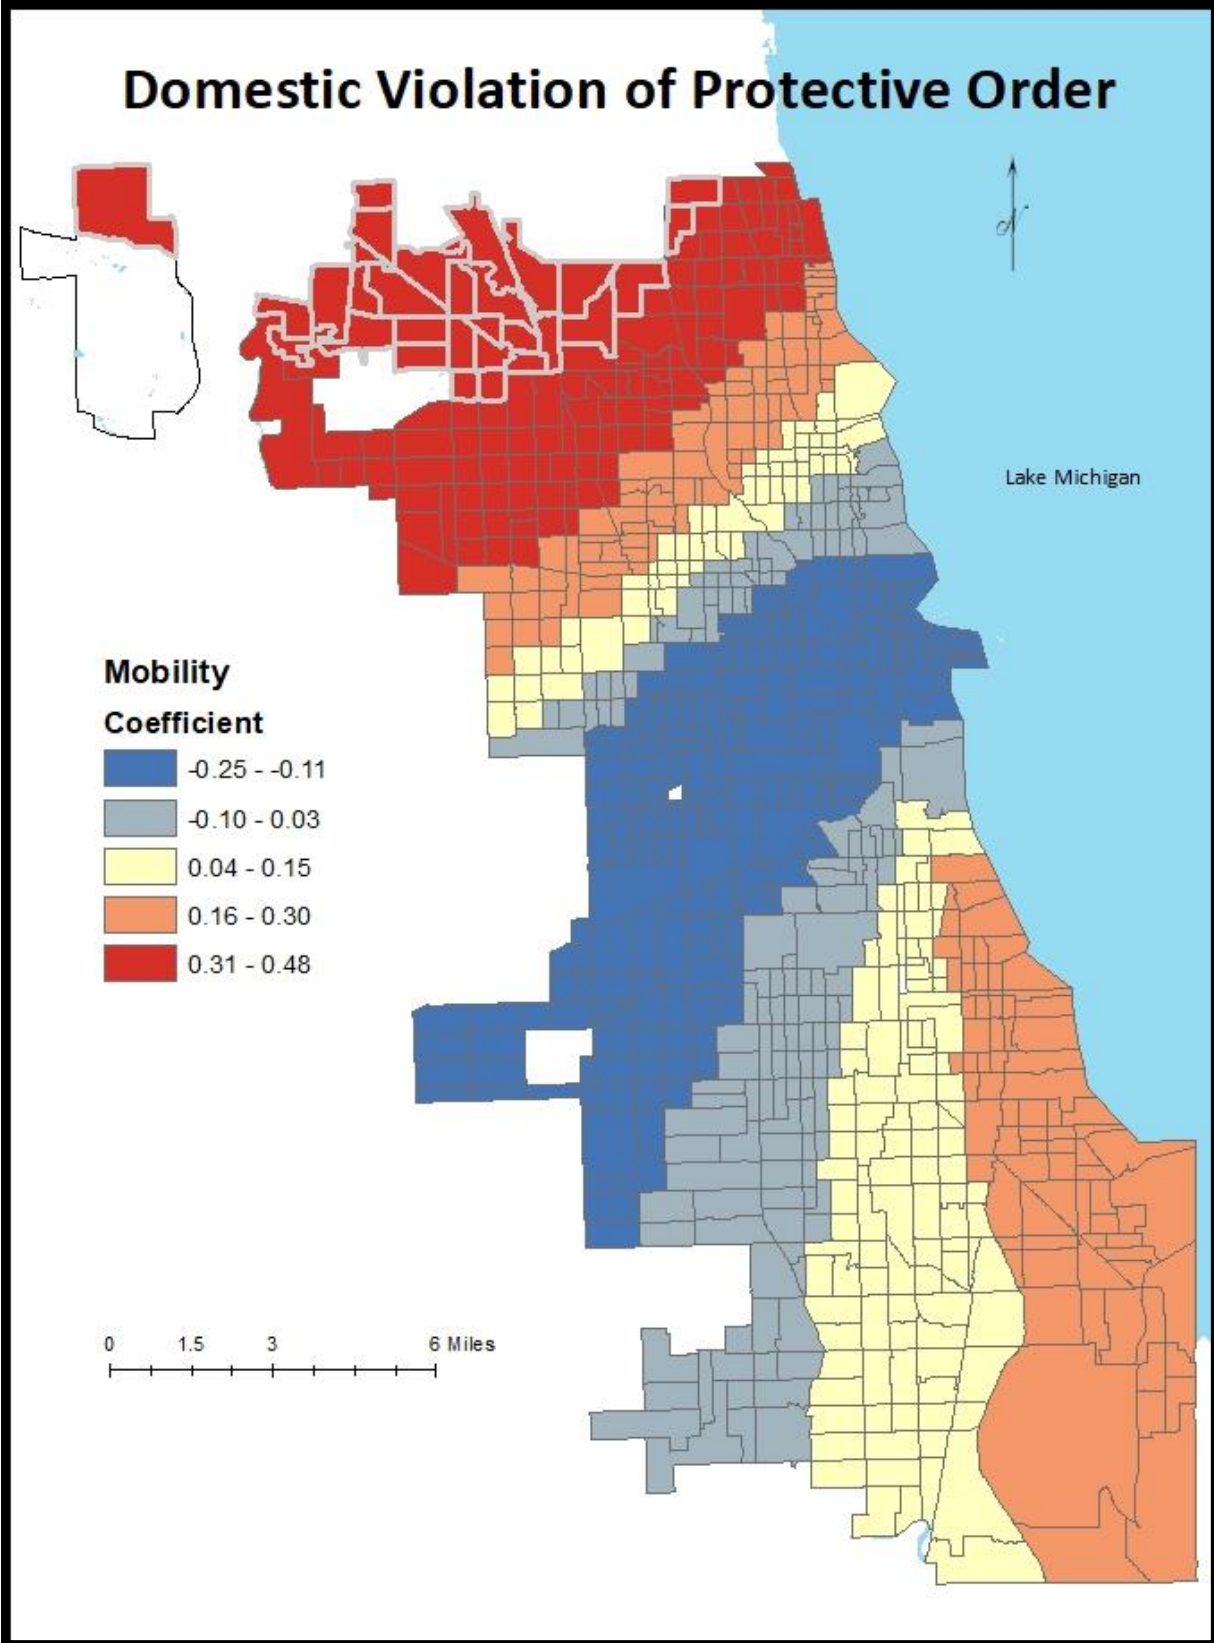 Domestic Violation of Protective Order
N
Lake Michigan
Mobility
Coefficient
-0.25 - -0.11
-0.10 - 0.03
0.04 - 0.15
0.16 - 0.30
0.31 - 0.48
0 1.5 3 6 Miles